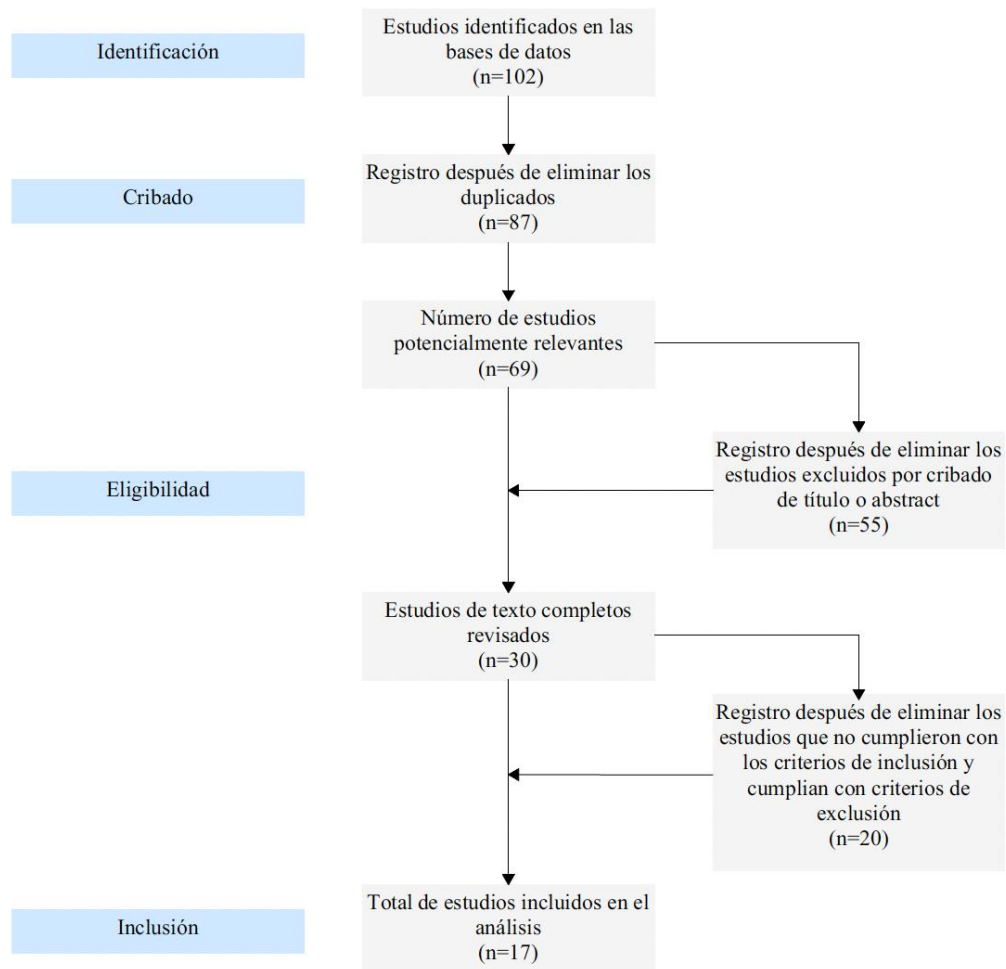 Identificación
Estudios identificados en las
bases de datos
(n=102)
Cribado
Registro después de eliminar los
duplicados
(n=87)
Número de estudios
potencialmente relevantes
(n=69)
Eligibilidad
Registro después de eliminar los
estudios excluidos por cribado
de título o abstract
(n=55)
Estudios de texto completos
revisados
(n=30)
Registro después de eliminar los
estudios que no cumplieron con
los criterios de inclusión y
cumplian con criterios de
exclusión
(n=20)
Inclusión
Total de estudios incluidos en el
análisis
(n=17)